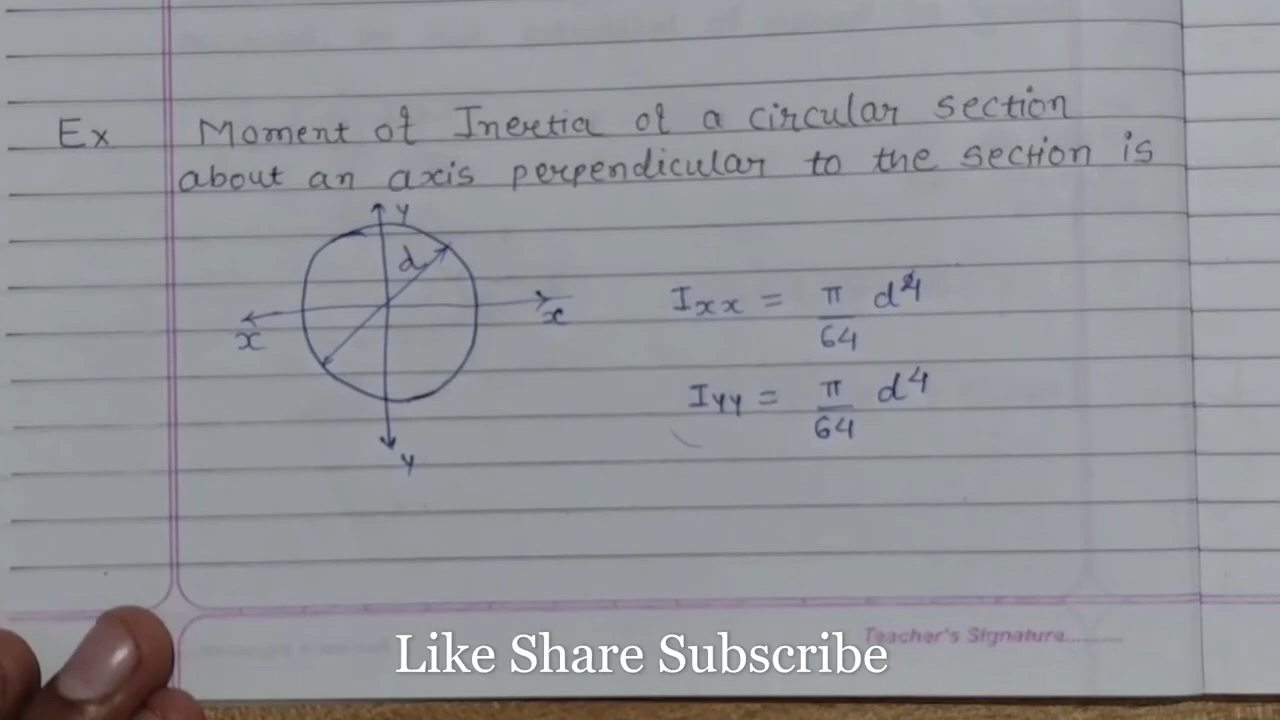 Ex Moment of Inertia of a circular section
about an axis perpendicular to the section is
y
d
x x
y
Ixx = π/64 d4
Iyy = π/64 d4
Teacher's Signature..........
Like Share Subscribe